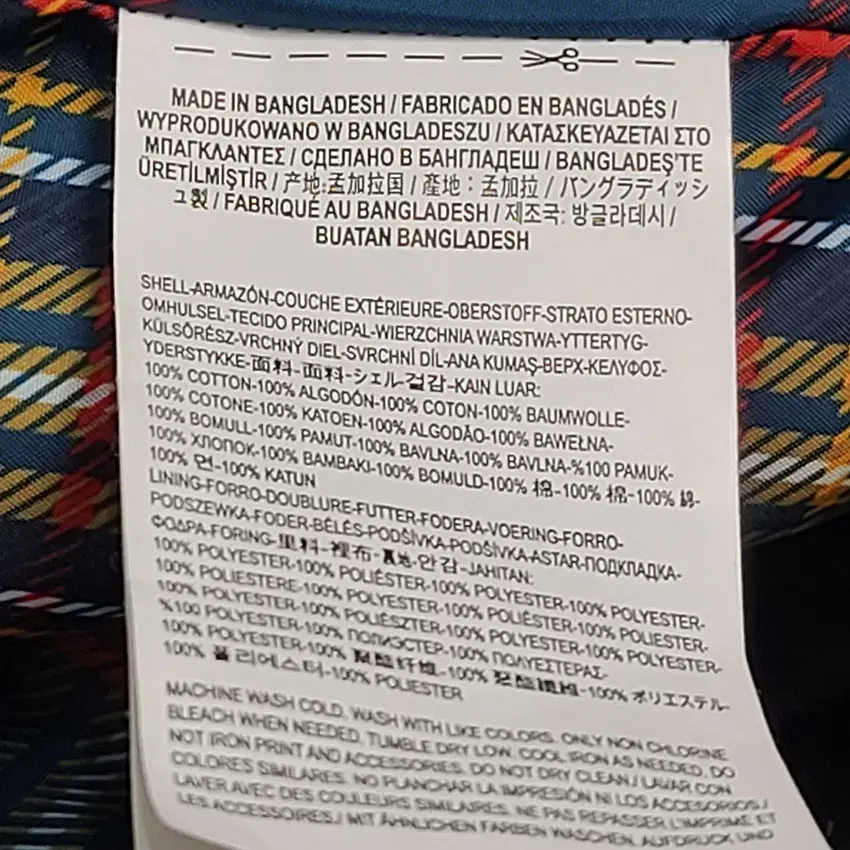 MADE IN BANGLADESH / FABRICADO EN BANGLADÉS /
WYPRODUKOWANO W BANGLADESZU / ΚΑΤΑΣΚΕΥΑΖΕΤΑΙ ΣΤΟ
ΜΠΑΓΚΛΑΝΤΕΣ / СДЕЛАНО В БАНГЛАДЕШ / BANGLADEŞ'TE
ÜRETİLMİŞTİR / 产地:孟加拉国 / 產地：孟加拉 / バングラディッシ
ュ製 / FABRIQUÉ AU BANGLADESH / 제조국: 방글라데시 /
BUATAN BANGLADESH
SHELL-ARMAZÓN-COUCHE EXTÉRIEURE-OBERSTOFF-STRATO ESTERNO-
OMHULSEL-TECIDO PRINCIPAL-WIERZCHNIA WARSTWA-YTTERTYG-
KÜLSŐRÉSZ-VRCHNÝ DIEL-SVRCHNÍ DÍL-ANA KUMAŞ-ВЕРХ-ΚΕΛΥΦΟΣ-
YDERSTYKKE-面料-面料-シェル-겉감-KAIN LUAR:
100% COTTON-100% ALGODÓN-100% COTON-100% BAUMWOLLE-
100% COTONE-100% KATOEN-100% ALGODÃO-100% BAWEŁNA-
100% BOMULL-100% PAMUT-100% BAVLNA-100% BAVLNA-%100 PAMUK-
100% ХЛОПОК-100% ΒΑΜΒΑΚΙ-100% BOMULD-100% 棉-100% 棉-100% 綿-
100% 면-100% KATUN
LINING-FORRO-DOUBLURE-FUTTER-FODERA-VOERING-FORRO-
PODSZEWKA-FODER-BÉLÉS-PODŠÍVKA-PODŠÍVKA-ASTAR-ПОДКЛАДКА-
ΦΟΔΡΑ-FORING-里料-裡布-裏地-안감-JAHITAN:
100% POLYESTER-100% POLIÉSTER-100% POLYESTER-100% POLYESTER-
100% POLIESTERE-100% POLYESTER-100% POLIÉSTER-100% POLIESTER-
100% POLYESTER-100% POLIÉSZTER-100% POLYESTER-100% POLYESTER-
%100 POLYESTER-100% ПОЛИЭСТЕР-100% ΠΟΛΥΕΣΤΕΡΑΣ-
100% POLYESTER-100% 聚酯纤维-100% 聚酯纖維-100% ポリエステル-
100% 폴리에스터-100% POLIESTER
MACHINE WASH COLD, WASH WITH LIKE COLORS, ONLY NON CHLORINE
BLEACH WHEN NEEDED, TUMBLE DRY LOW, COOL IRON AS NEEDED, DO
NOT IRON PRINT AND ACCESSORIES, DO NOT DRY CLEAN / LAVAR CON
COLORES SIMILARES, NO PLANCHAR LA IMPRESIÓN NI LOS ACCESORIOS /
LAVER AVEC DES COULEURS SIMILAIRES, NE PAS REPASSER L'IMPRIMÉ ET
LES ACCESSOIRES / MIT ÄHNLICHEN FARBEN WASCHEN, AUFDRUCK UND